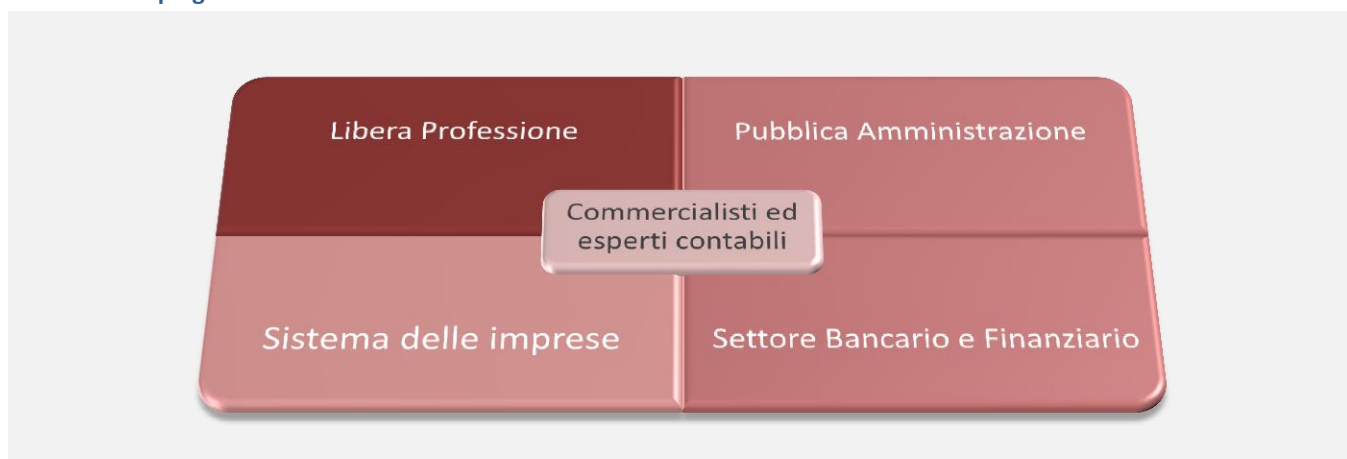 Libera Professione
Pubblica Amministrazione
Commercialisti ed
esperti contabili
Sistema delle imprese
Settore Bancario e Finanziario